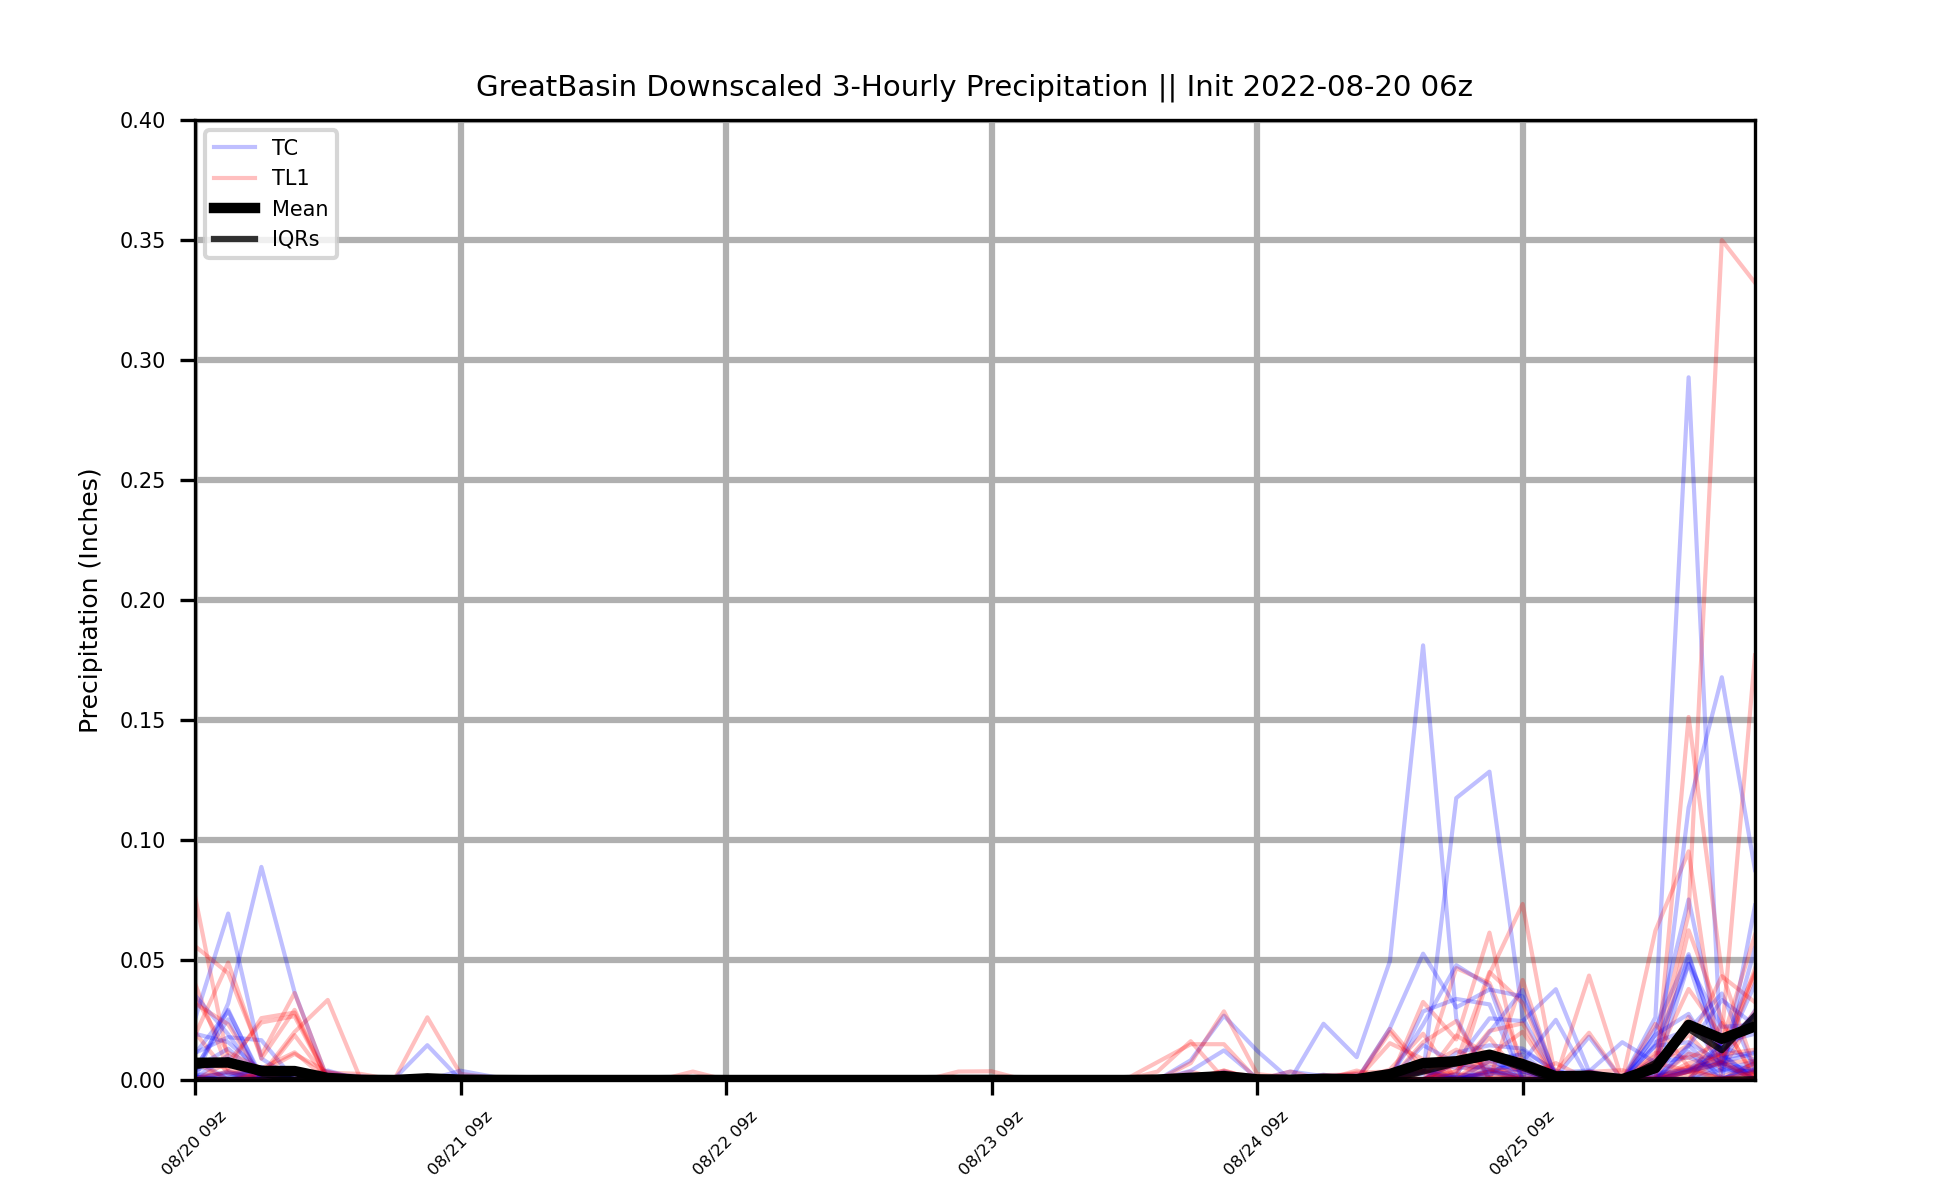 GreatBasin Downscaled 3-Hourly Precipitation || Init 2022-08-20 06z
0.40
TC
TL1
Mean
IQRs
0.35
0.30
0.25
0.20
0.15
0.10
0.05
0.00
Precipitation (Inches)
08/20 09z
08/21 09z
08/22 09z
08/23 09z
08/24 09z
08/25 09z